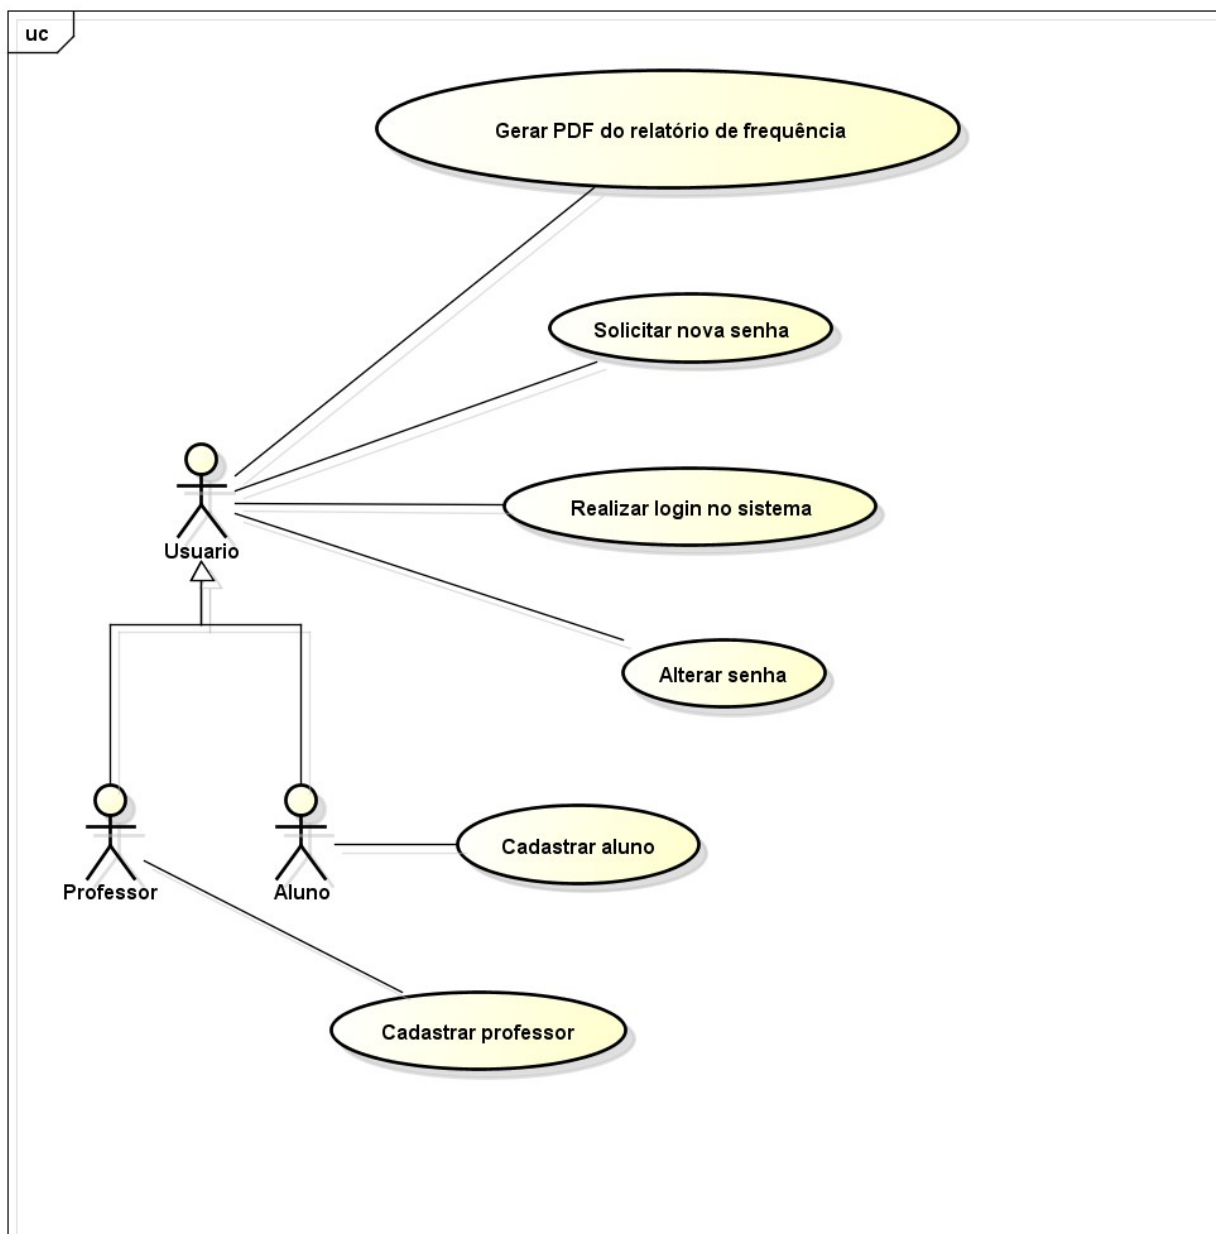 uc
Gerar PDF do relatório de frequência
Solicitar nova senha
Realizar login no sistema
Usuario
Alterar senha
Cadastrar aluno
Professor
Aluno
Cadastrar professor